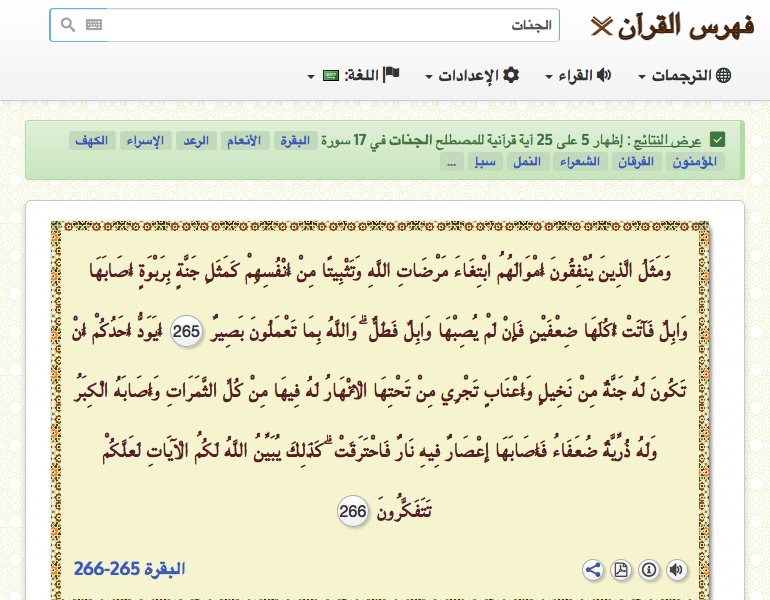 فهرس القرآن
الجنات
الترجمات
القراء
الإعدادات
اللغة:
عرض النتائج : إظهار 5 على 25 آية قرآنية للمصطلح الجنات في 17 سورة البقرة الأنعام الرعد الإسراء الكهف
المؤمنون الفرقان الشعراء النمل سبإ ...
وَمَثَلُ الَّذِينَ يُنْفِقُونَ أَمْوَالَهُمُ ابْتِغَاءَ مَرْضَاتِ اللَّهِ وَتَثْبِيتًا مِنْ أَنْفُسِهِمْ كَمَثَلِ جَنَّةٍ بِرَبْوَةٍ أَصَابَهَا
وَابِلٌ فَآتَتْ أُكُلَهَا ضِعْفَيْنِ فَإِنْ لَمْ يُصِبْهَا وَابِلٌ فَطَلٌّ ۗ وَاللَّهُ بِمَا تَعْمَلُونَ بَصِيرٌ 265 أَيَوَدُّ أَحَدُكُمْ أَنْ
تَكُونَ لَهُ جَنَّةٌ مِنْ نَخِيلٍ وَأَعْنَابٍ تَجْرِي مِنْ تَحْتِهَا الْأَنْهَارُ لَهُ فِيهَا مِنْ كُلِّ الثَّمَرَاتِ وَأَصَابَهُ الْكِبَرُ
وَلَهُ ذُرِّيَّةٌ ضُعَفَاءُ فَأَصَابَهَا إِعْصَارٌ فِيهِ نَارٌ فَاحْتَرَقَتْ ۗ كَذَٰلِكَ يُبَيِّنُ اللَّهُ لَكُمُ الْآيَاتِ لَعَلَّكُمْ
تَتَفَكَّرُونَ 266
البقرة 265-266